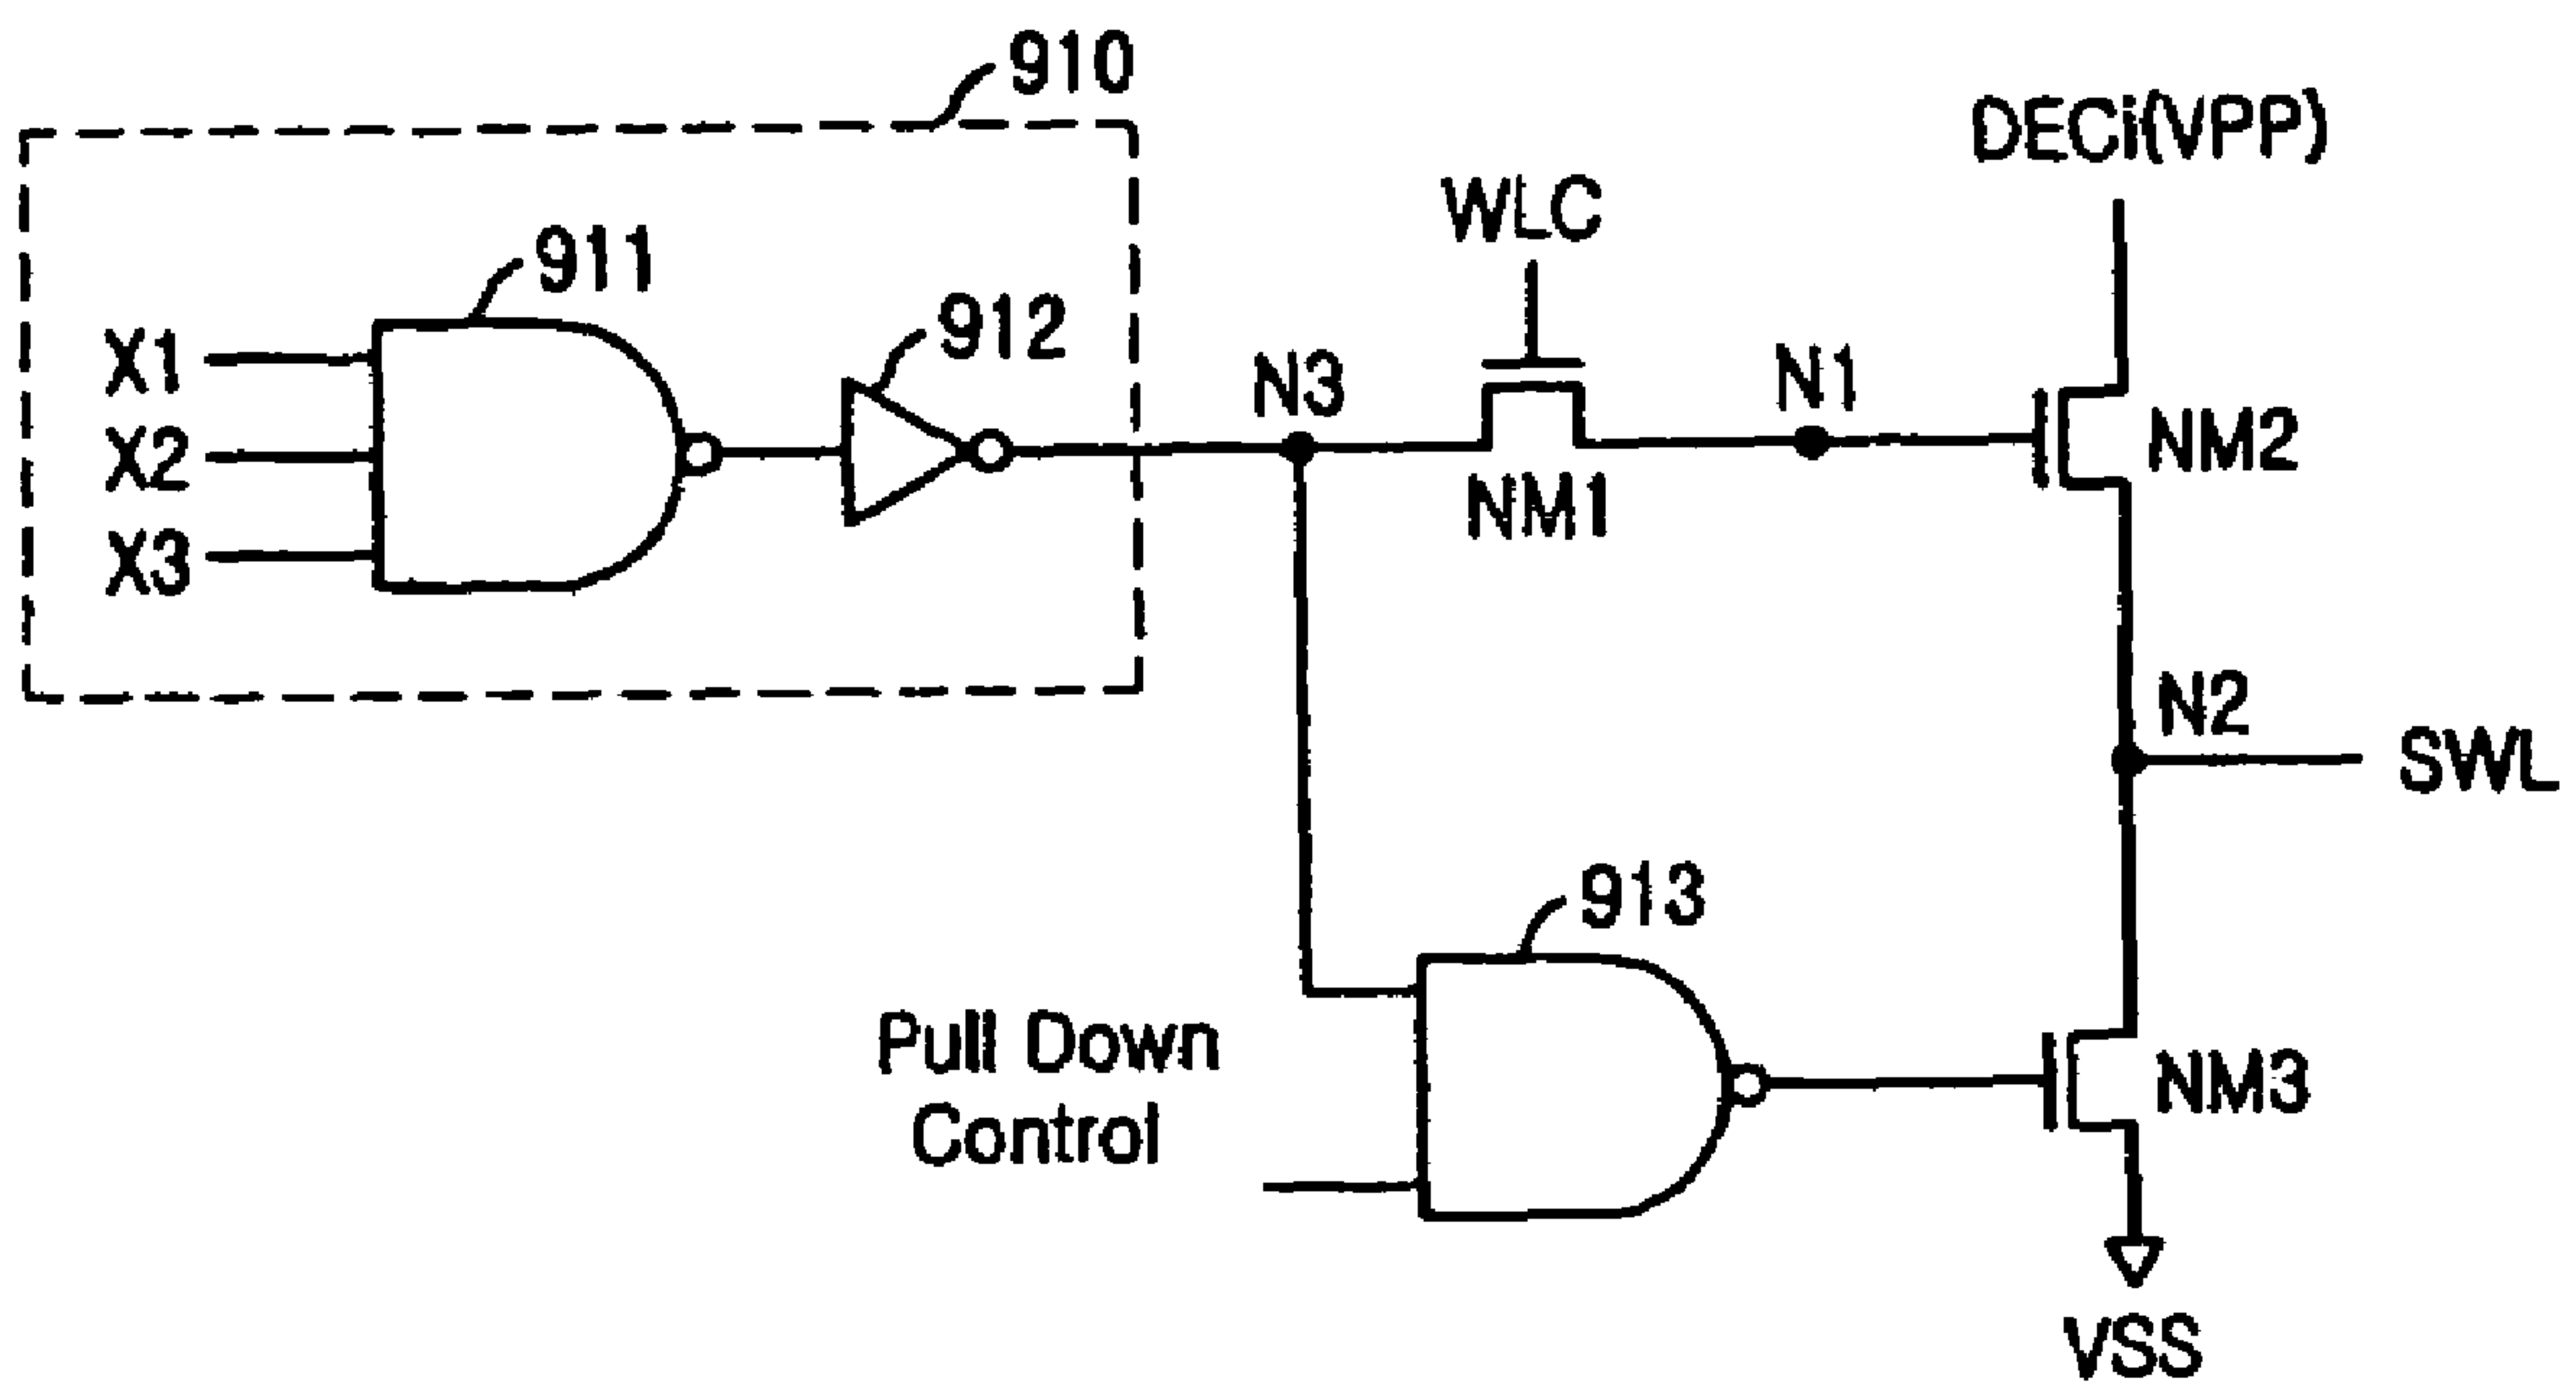 910
DECi(VPP)
WLC
911
912
X1
N3
N1
X2
NM2
NM1
X3
N2
SWL
913
Pull Down
Control
NM3
VSS